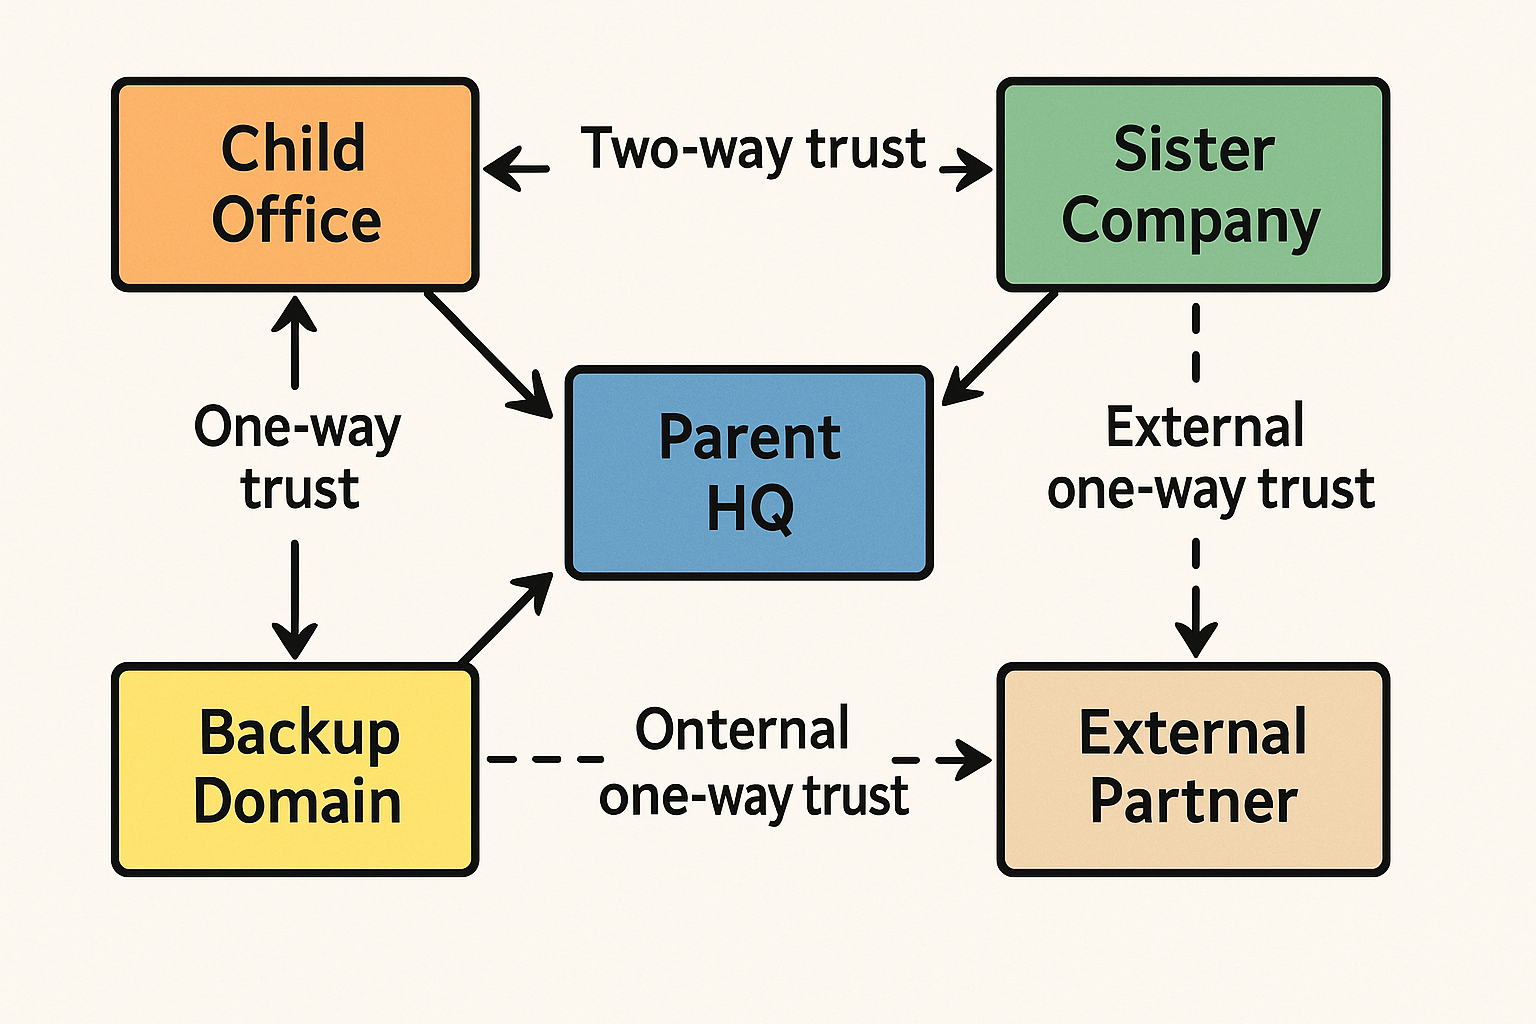 Child
Office
Two-way trust
Sister
Company
One-way
trust
Parent
HQ
External
one-way trust
Backup
Domain
Onternal
one-way trust
External
Partner